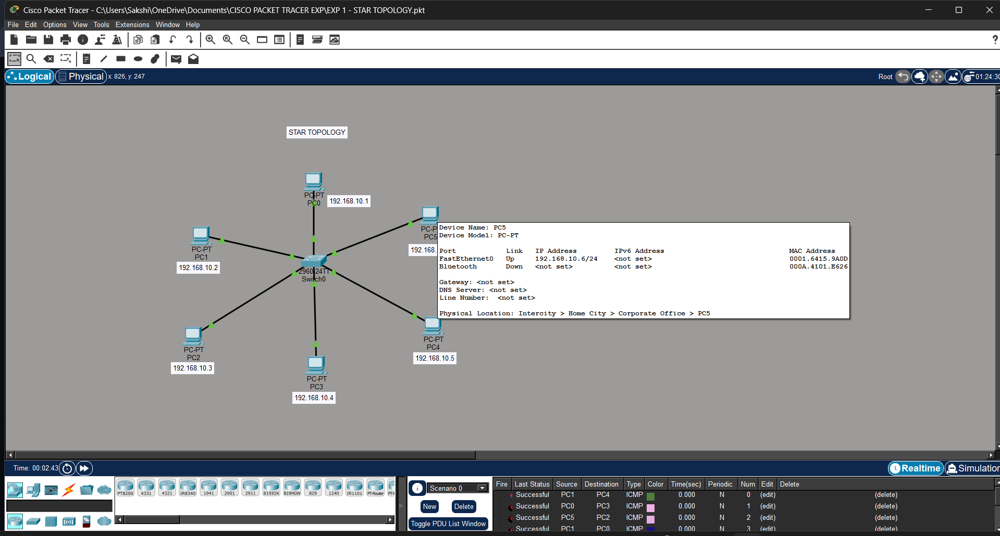 Cisco Packet Tracer - C:\Users\Sakshi\OneDrive\Documents\CISCO PACKET TRACER EXP\EXP 1 - STAR TOPOLOGY.pkt
File Edit Options View Tools Extensions Window Help
?
Logical Physical x: 826, y: 247
Root 01:24:30
STAR TOPOLOGY
PC-PT
PC0
192.168.10.1
PC-PT
PC1
192.168.10.2
PC-P
PC5
192.168.
2960-24TT
Switch0
Device Name: PC5
Device Model: PC-PT
Port Link IP Address IPv6 Address MAC Address
FastEthernet0 Up 192.168.10.6/24 <not set> 0001.6415.9A0D
Bluetooth Down <not set> <not set> 000A.4101.E626
Gateway: <not set>
DNS Server: <not set>
Line Number: <not set>
Physical Location: Intercity > Home City > Corporate Office > PC5
PC-PT
PC2
192.168.10.3
PC-PT
PC4
192.168.10.5
PC-PT
PC3
192.168.10.4
Time: 00:02:43
Realtime Simulation
PT8200 4331 4321 IR8340 1941 2901 2911 819IOX 819HGW 829 1240 IR1101 PT-Router PT-E
Scenario 0
New Delete
Toggle PDU List Window
Fire Last Status Source Destination Type Color Time(sec) Periodic Num Edit Delete
Successful PC1 PC4 ICMP 0.000 N 0 (edit) (delete)
Successful PC0 PC3 ICMP 0.000 N 1 (edit) (delete)
Successful PC5 PC2 ICMP 0.000 N 2 (edit) (delete)
Successful PC1 PC0 ICMP 0.000 N 3 (edit) (delete)